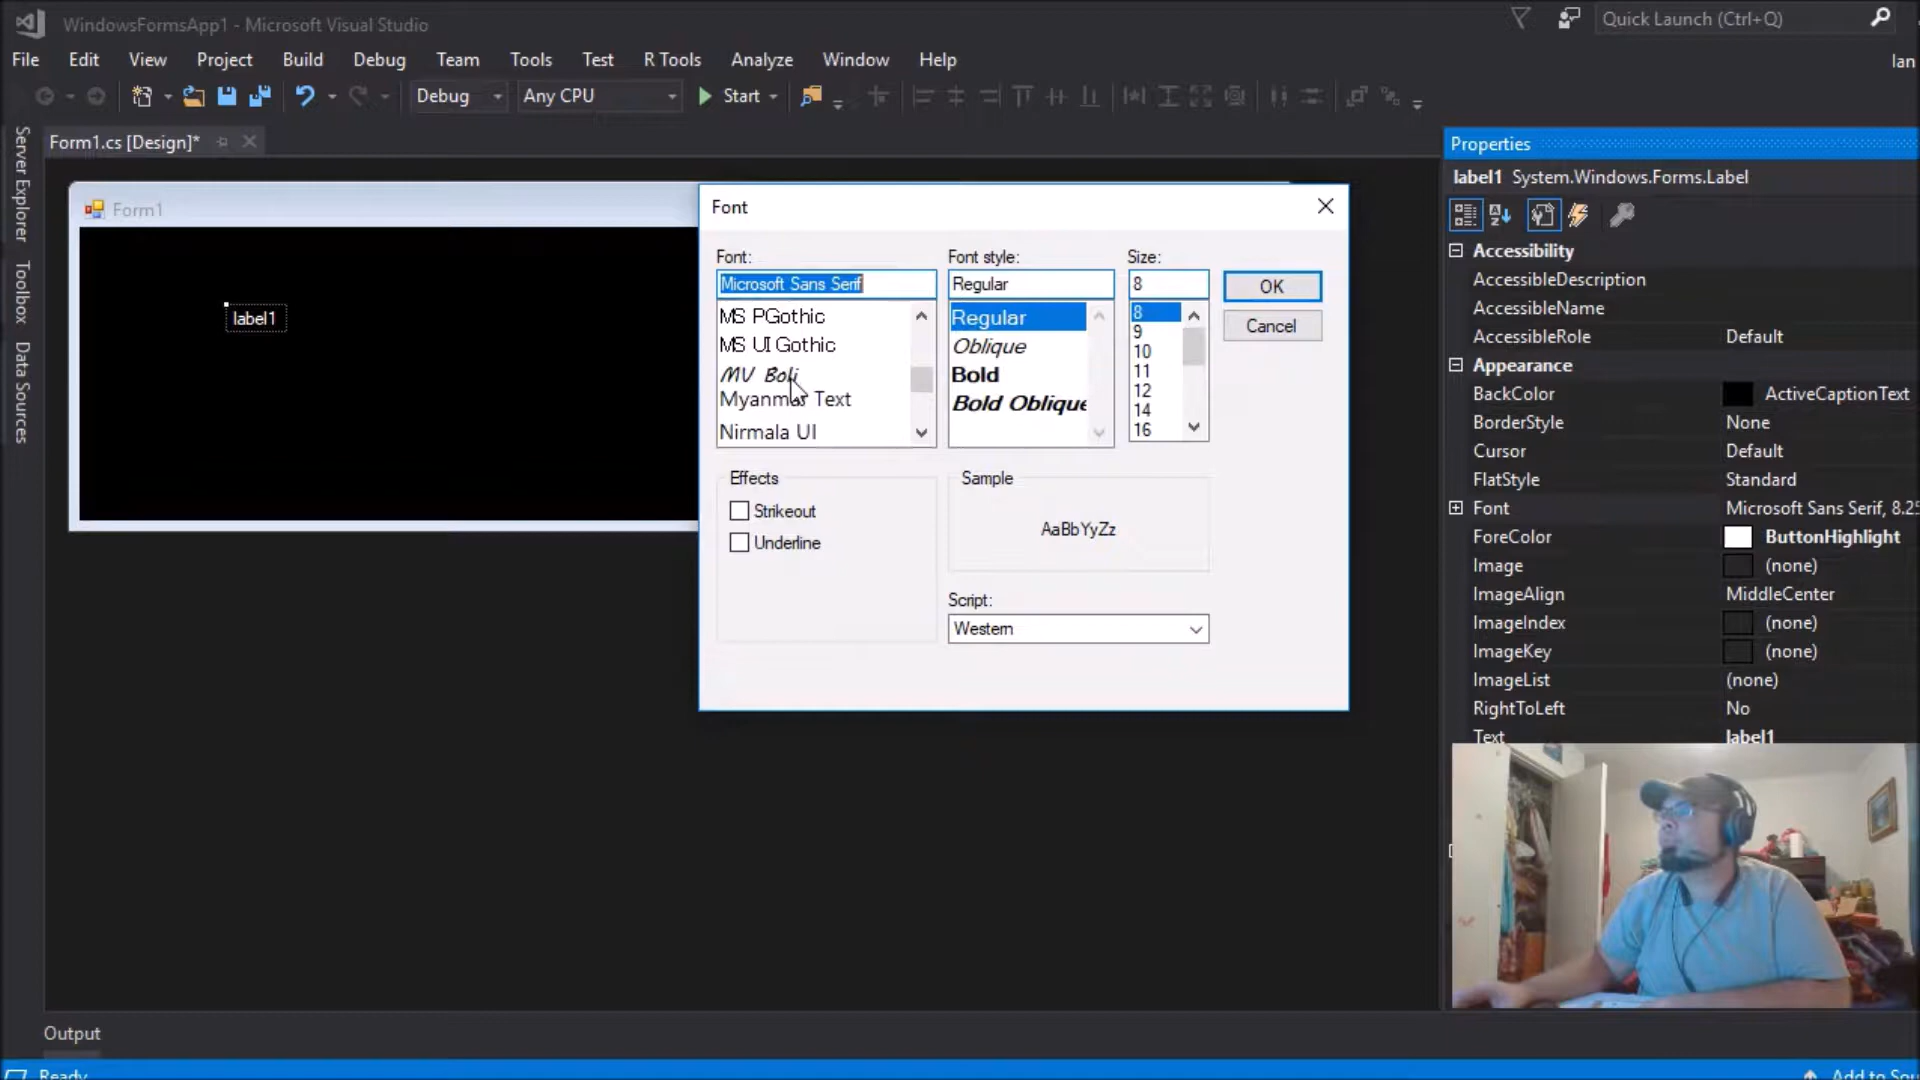 WindowsFormsApp1 - Microsoft Visual Studio
Quick Launch (Ctrl+Q)
File Edit View Project Build Debug Team Tools Test R Tools Analyze Window Help
Ian
Debug Any CPU Start
Server Explorer
Toolbox
Data Sources
Form1.cs [Design]*
Form1
label1
Font
Font: Font style: Size:
Microsoft Sans Serif Regular 8 OK
MS PGothic
MS UI Gothic
MV Boli
Myanmar Text
Nirmala UI
Regular
Oblique
Bold
Bold Oblique
8
9
10
11
12
14
16
Cancel
Effects
Strikeout
Underline
Sample
AaBbYyZz
Script:
Western
Properties
label1 System.Windows.Forms.Label
Accessibility
AccessibleDescription
AccessibleName
AccessibleRole Default
Appearance
BackColor ActiveCaptionText
BorderStyle None
Cursor Default
FlatStyle Standard
Font Microsoft Sans Serif, 8.25
ForeColor ButtonHighlight
Image (none)
ImageAlign MiddleCenter
ImageIndex (none)
ImageKey (none)
ImageList (none)
RightToLeft No
Text label1
Output
Ready
Add to Sou